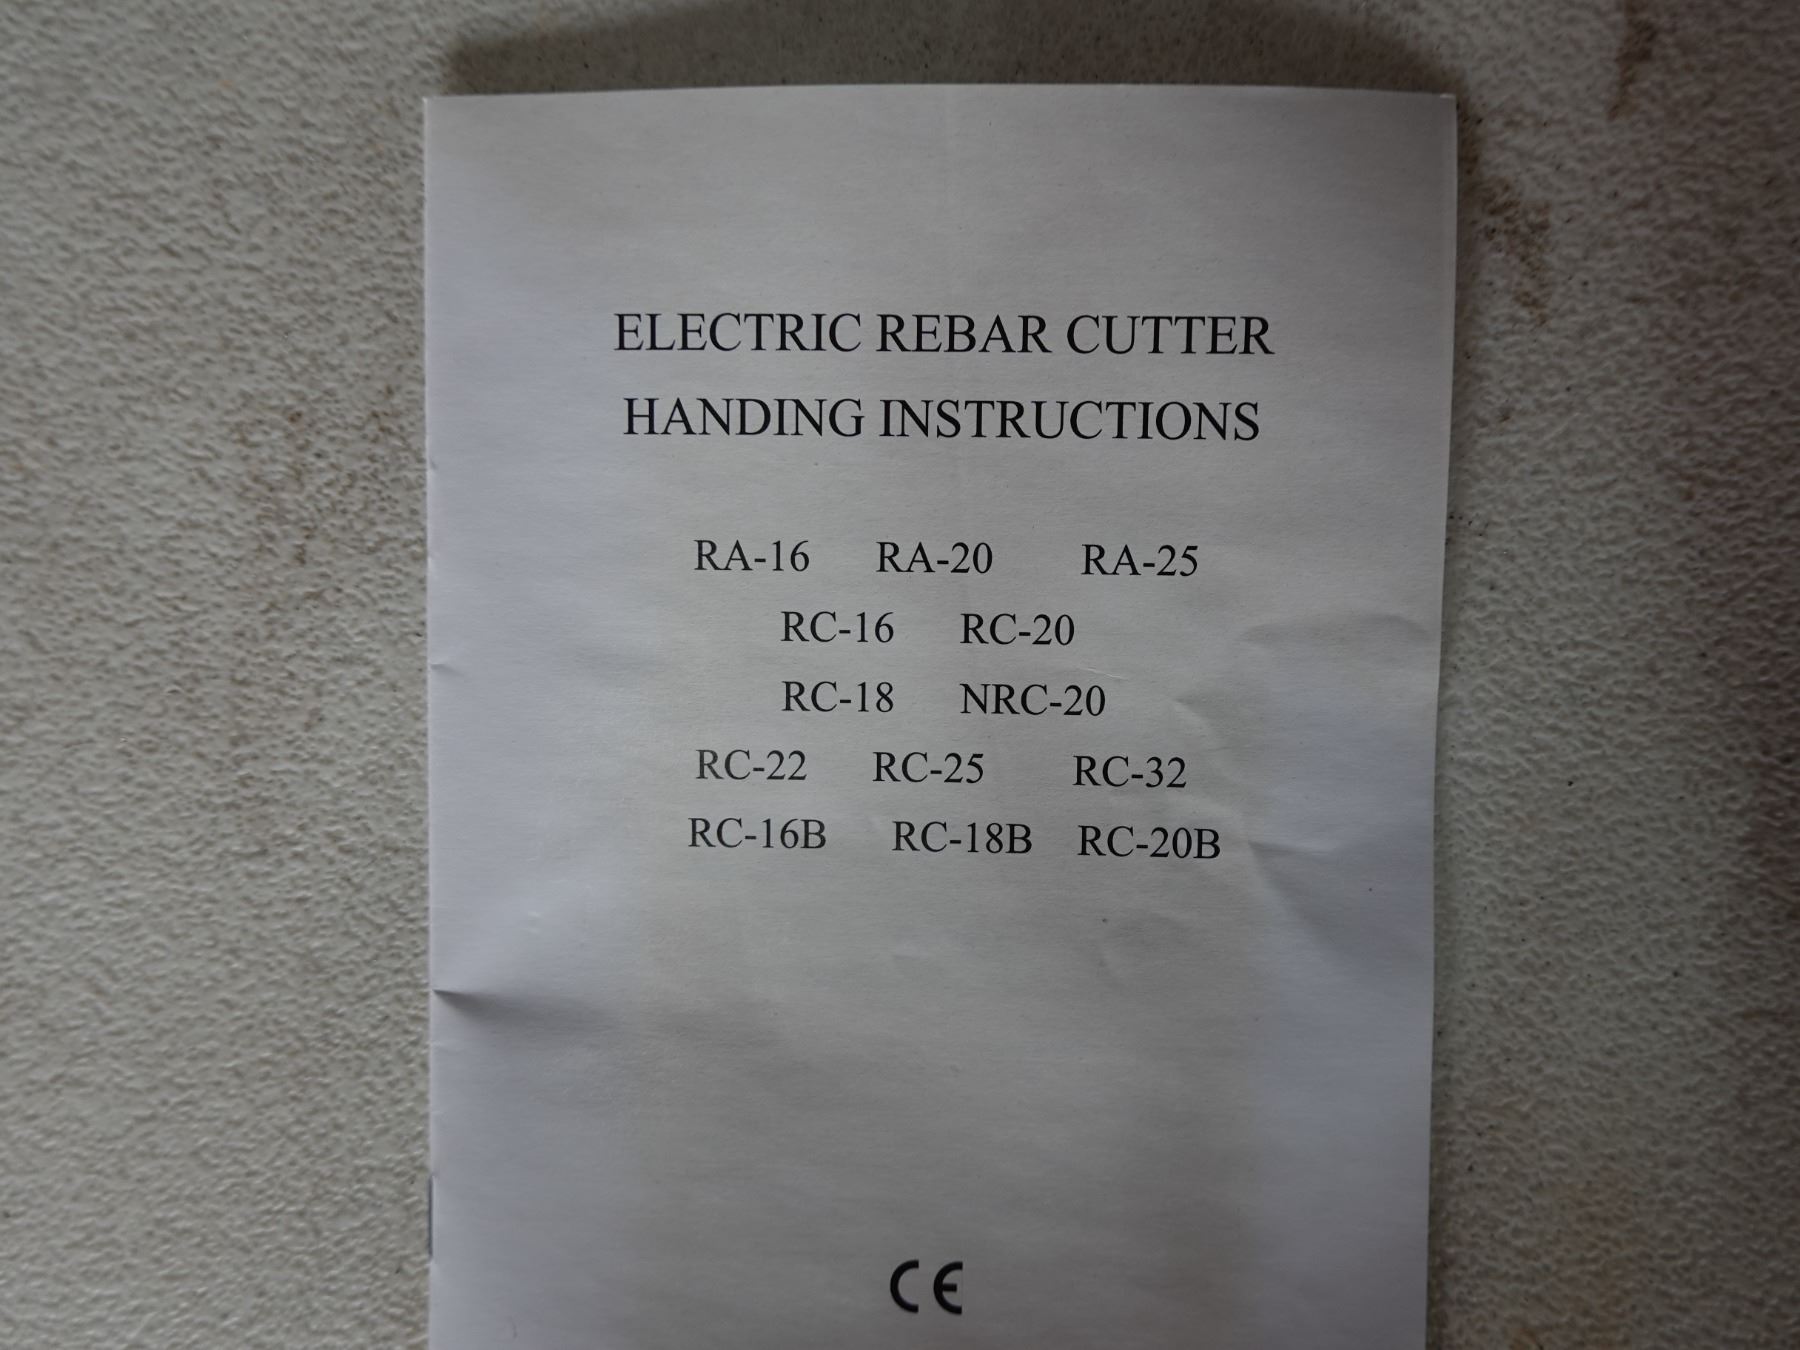 ELECTRIC REBAR CUTTER
HANDING INSTRUCTIONS
RA-16 RA-20 RA-25
RC-16 RC-20
RC-18 NRC-20
RC-22 RC-25 RC-32
RC-16B RC-18B RC-20B
CE